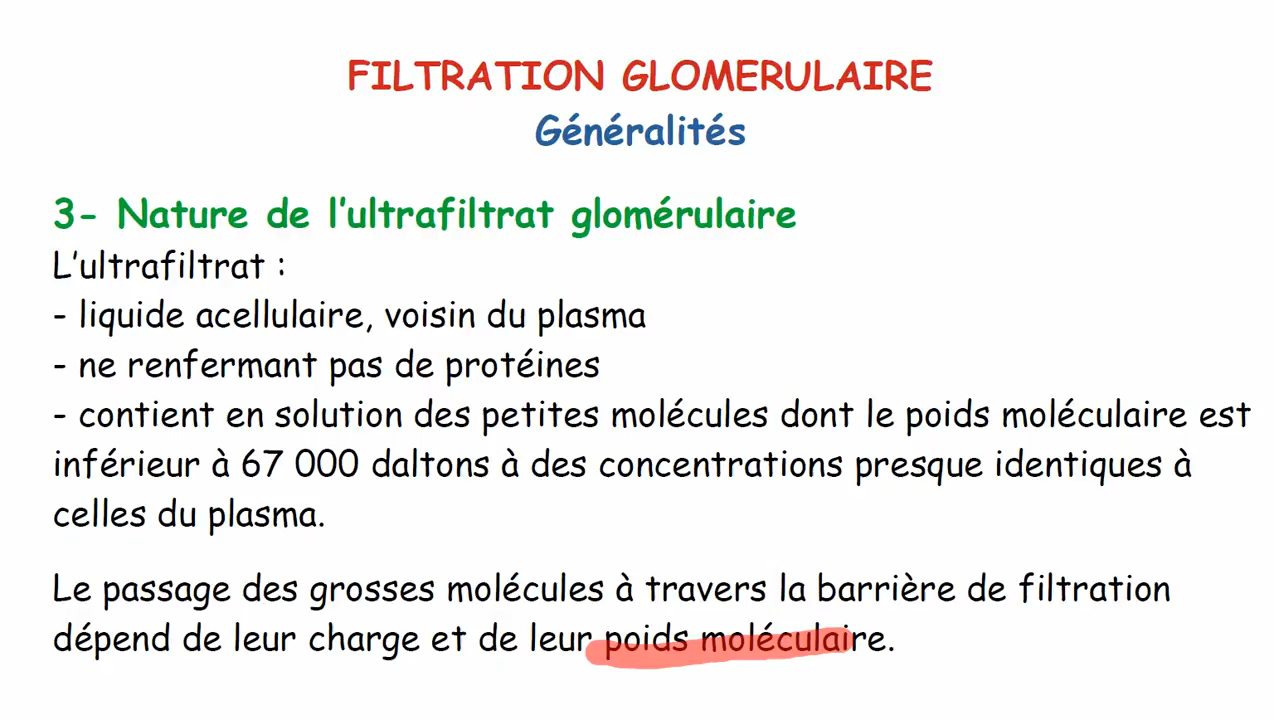 FILTRATION GLOMERULAIRE
Généralités
3- Nature de l'ultrafiltrat glomérulaire
L'ultrafiltrat :
- liquide acellulaire, voisin du plasma
- ne renfermant pas de protéines
- contient en solution des petites molécules dont le poids moléculaire est
inférieur à 67 000 daltons à des concentrations presque identiques à
celles du plasma.
Le passage des grosses molécules à travers la barrière de filtration
dépend de leur charge et de leur poids moléculaire.